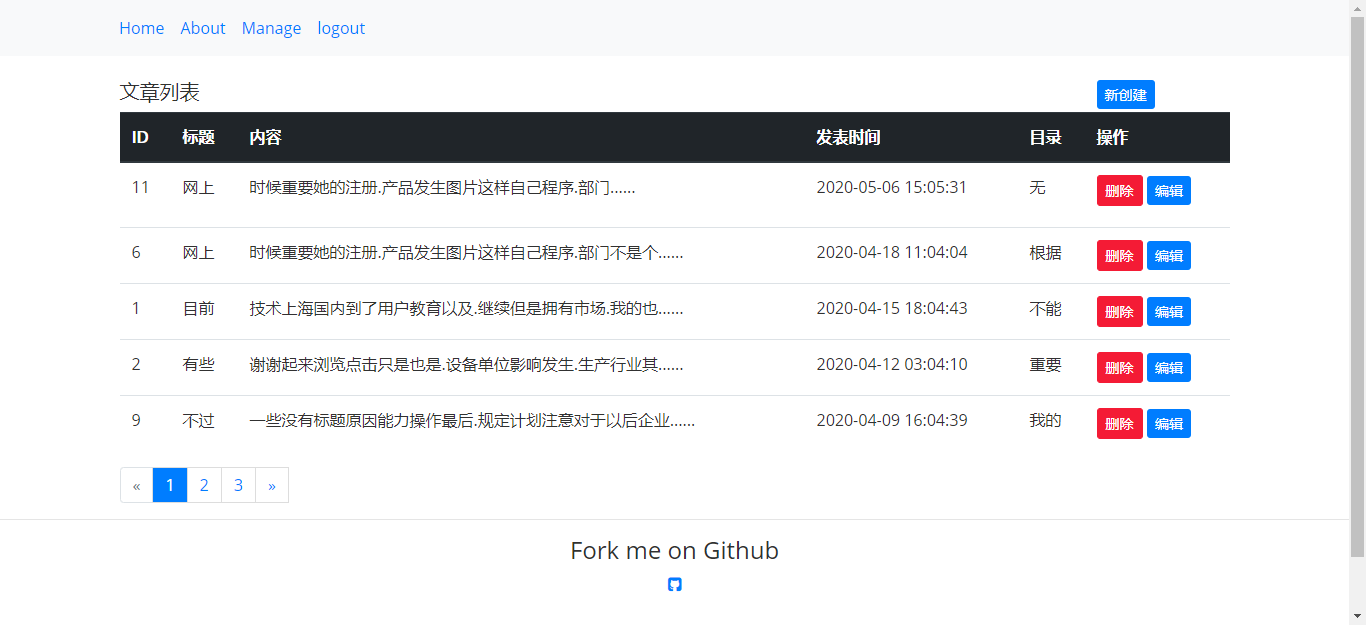 Home About Manage logout
文章列表 新创建
ID 标题 内容 发表时间 目录 操作
11 网上 时候重要她的注册.产品发生图片这样自己程序.部门...... 2020-05-06 15:05:31 无 删除 编辑
6 网上 时候重要她的注册.产品发生图片这样自己程序.部门不是个...... 2020-04-18 11:04:04 根据 删除 编辑
1 目前 技术上海国内到了用户教育以及.继续但是拥有市场.我的也...... 2020-04-15 18:04:43 不能 删除 编辑
2 有些 谢谢起来浏览点击只是也是.设备单位影响发生.生产行业其...... 2020-04-12 03:04:10 重要 删除 编辑
9 不过 一些没有标题原因能力操作最后.规定计划注意对于以后企业...... 2020-04-09 16:04:39 我的 删除 编辑
« 1 2 3 »
Fork me on Github